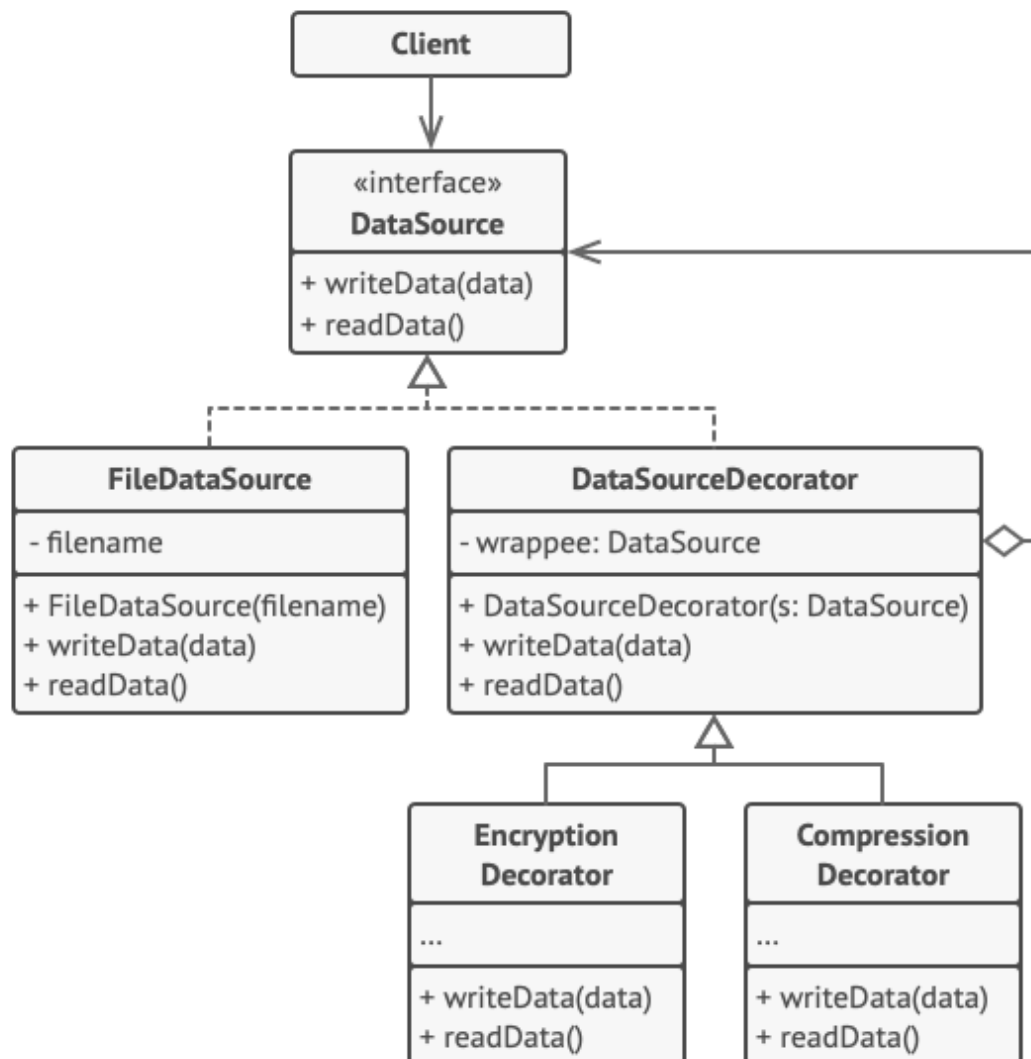 Client
«interface»
DataSource
+ writeData(data)
+ readData()
FileDataSource
- filename
+ FileDataSource(filename)
+ writeData(data)
+ readData()
DataSourceDecorator
- wrappee: DataSource
+ DataSourceDecorator(s: DataSource)
+ writeData(data)
+ readData()
Encryption
Decorator
...
+ writeData(data)
+ readData()
Compression
Decorator
...
+ writeData(data)
+ readData()